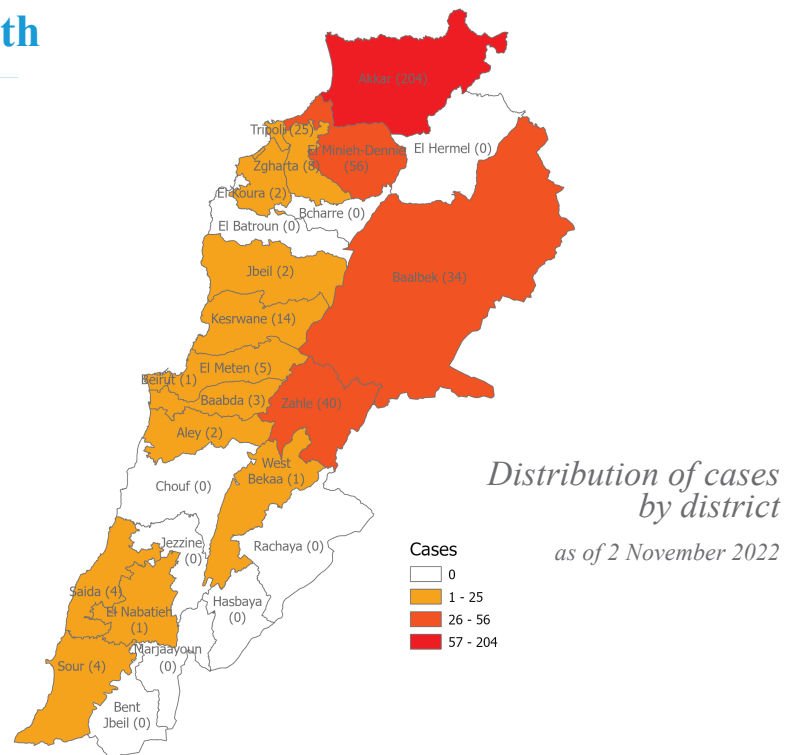 th
Akkar (204)
Tripoli (25)
El Minieh-Dennie
(56)
El Hermel (0)
Zgharta (8)
El Koura (2)
Bcharre (0)
El Batroun (0)
Jbeil (2)
Baalbek (34)
Kesrwane (14)
El Meten (5)
Beirut (1)
Baabda (3)
Zahle (40)
Aley (2)
West
Bekaa (1)
Chouf (0)
Distribution of cases
by district
as of 2 November 2022
Jezzine
(0)
Rachaya (0)
Cases
0
1 - 25
26 - 56
57 - 204
Saida (4)
Hasbaya
(0)
El Nabatieh
(1)
Marjaayoun
(0)
Sour (4)
Bent
Jbeil (0)